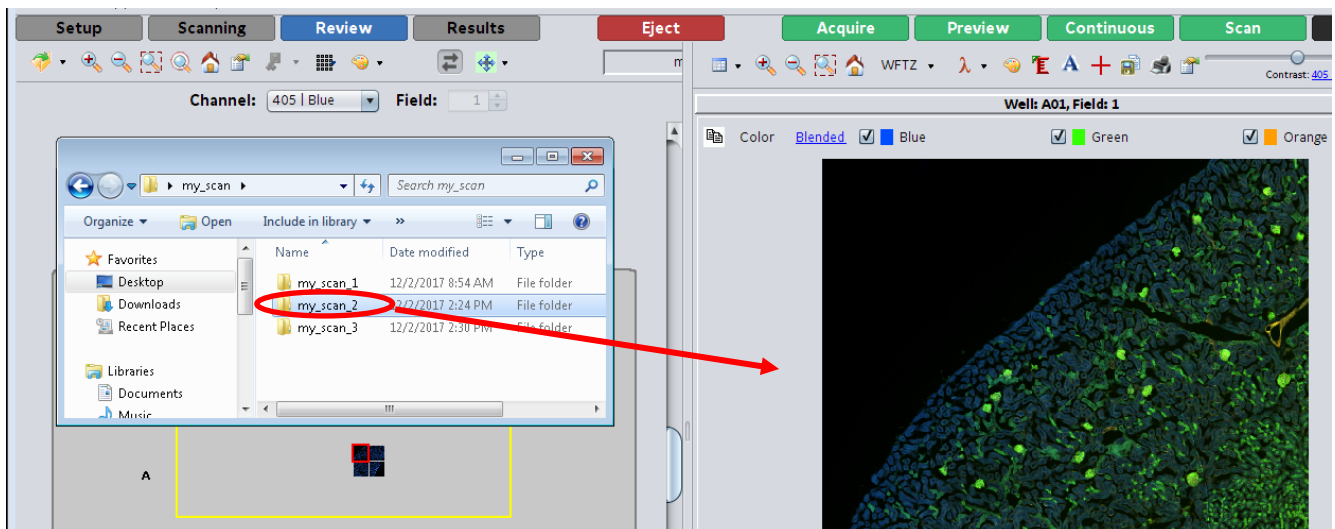 Setup Scanning Review Results Eject Acquire Preview Continuous Scan
WFTZ λ A Contrast: 405
Channel: 405 | Blue Field: 1
Well: A01, Field: 1
Color Blended Blue Green Orange
my_scan Search my_scan
Organize Open Include in library »
Favorites
Desktop
Downloads
Recent Places
Libraries
Documents
Music
Name Date modified Type
my_scan_1 12/2/2017 8:54 AM File folder
my_scan_2 12/2/2017 2:24 PM File folder
my_scan_3 12/2/2017 2:30 PM File folder
A